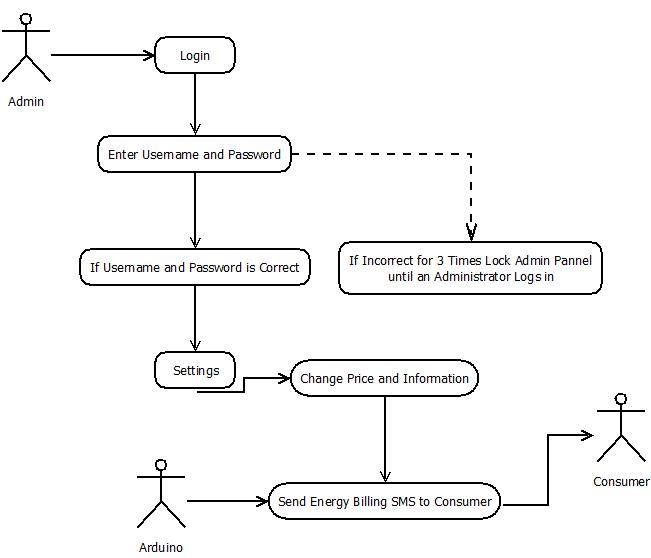 Login
Admin
Enter Username and Password
If Username and Password is Correct
If Incorrect for 3 Times Lock Admin Pannel
until an Administrator Logs in
Settings
Change Price and Information
Consumer
Send Energy Billing SMS to Consumer
Arduino